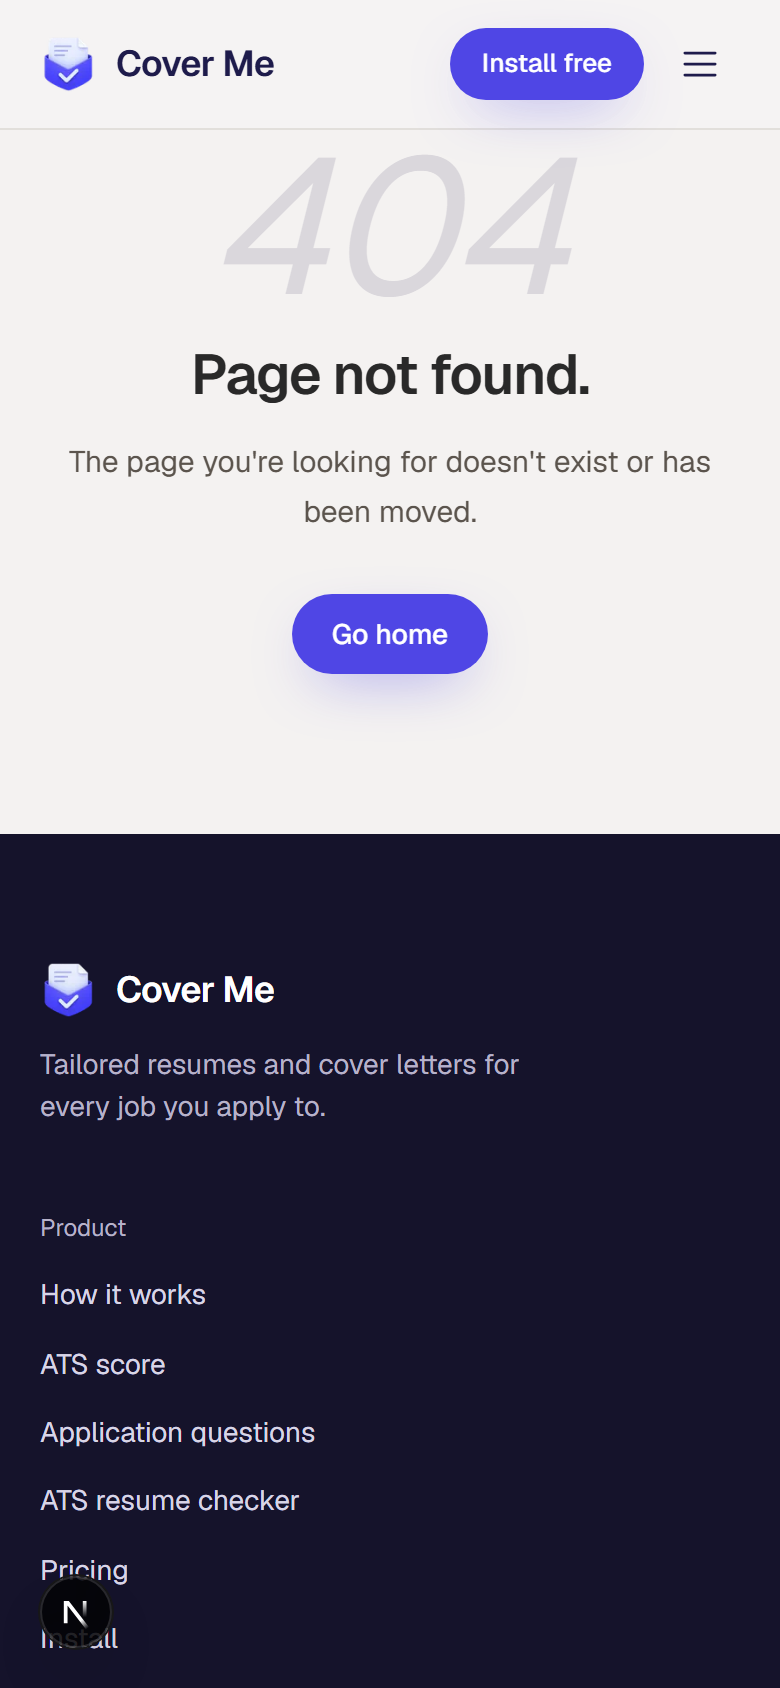 Cover Me
Install free
404
Page not found.
The page you're looking for doesn't exist or has
been moved.
Go home
Cover Me
Tailored resumes and cover letters for
every job you apply to.
Product
How it works
ATS score
Application questions
ATS resume checker
Pricing
N
Install